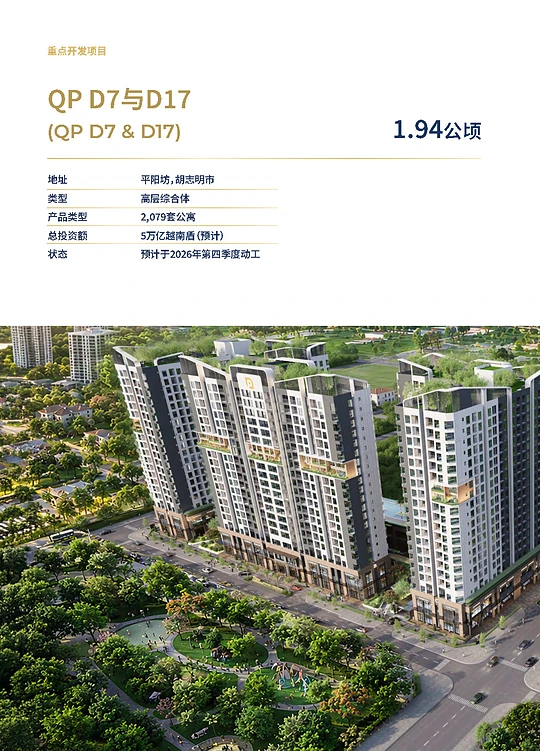 重点开发项目
QP D7与D17
(QP D7 & D17)
1.94公顷
地址 平阳坊，胡志明市
类型 高层综合体
产品类型 2,079套公寓
总投资额 5万亿越南盾（预计）
状态 预计于2026年第四季度动工